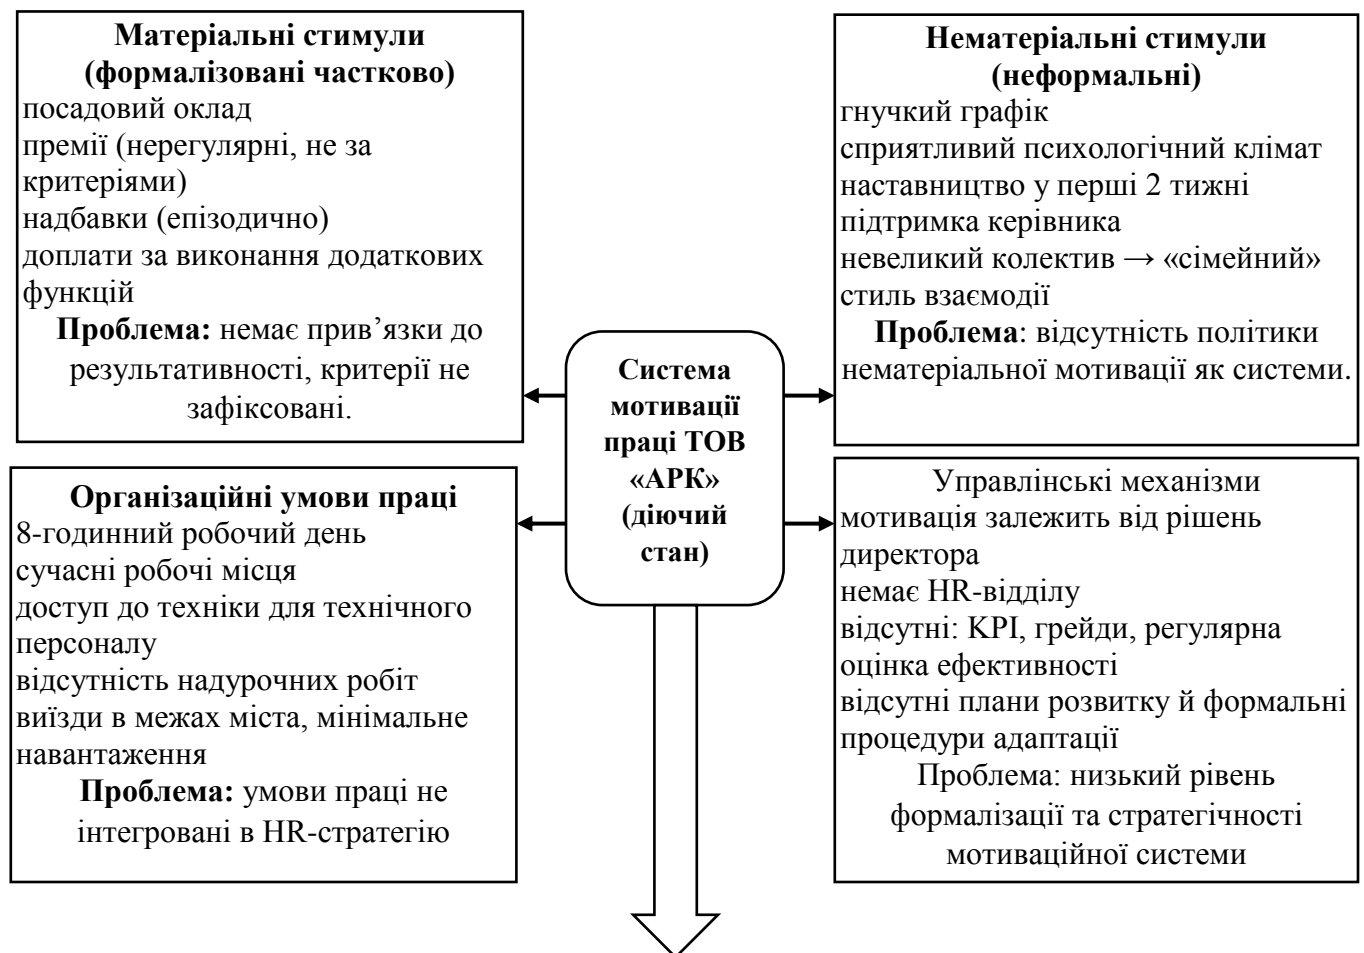 Матеріальні стимули
(формалізовані частково)
посадовий оклад
премії (нерегулярні, не за
критеріями)
надбавки (епізодично)
доплати за виконання додаткових
функцій
Проблема: немає прив’язки до
результативності, критерії не
зафіксовані.
Нематеріальні стимули
(неформальні)
гнучкий графік
сприятливий психологічний клімат
наставництво у перші 2 тижні
підтримка керівника
невеликий колектив → «сімейний»
стиль взаємодії
Проблема: відсутність політики
нематеріальної мотивації як системи.
Система
мотивації
праці ТОВ
«АРК»
(діючий
стан)
Організаційні умови праці
8-годинний робочий день
сучасні робочі місця
доступ до техніки для технічного
персоналу
відсутність надурочних робіт
виїзди в межах міста, мінімальне
навантаження
Проблема: умови праці не
інтегровані в HR-стратегію
Управлінські механізми
мотивація залежить від рішень
директора
немає HR-відділу
відсутні: KPI, грейди, регулярна
оцінка ефективності
відсутні плани розвитку й формальні
процедури адаптації
Проблема: низький рівень
формалізації та стратегічності
мотиваційної системи